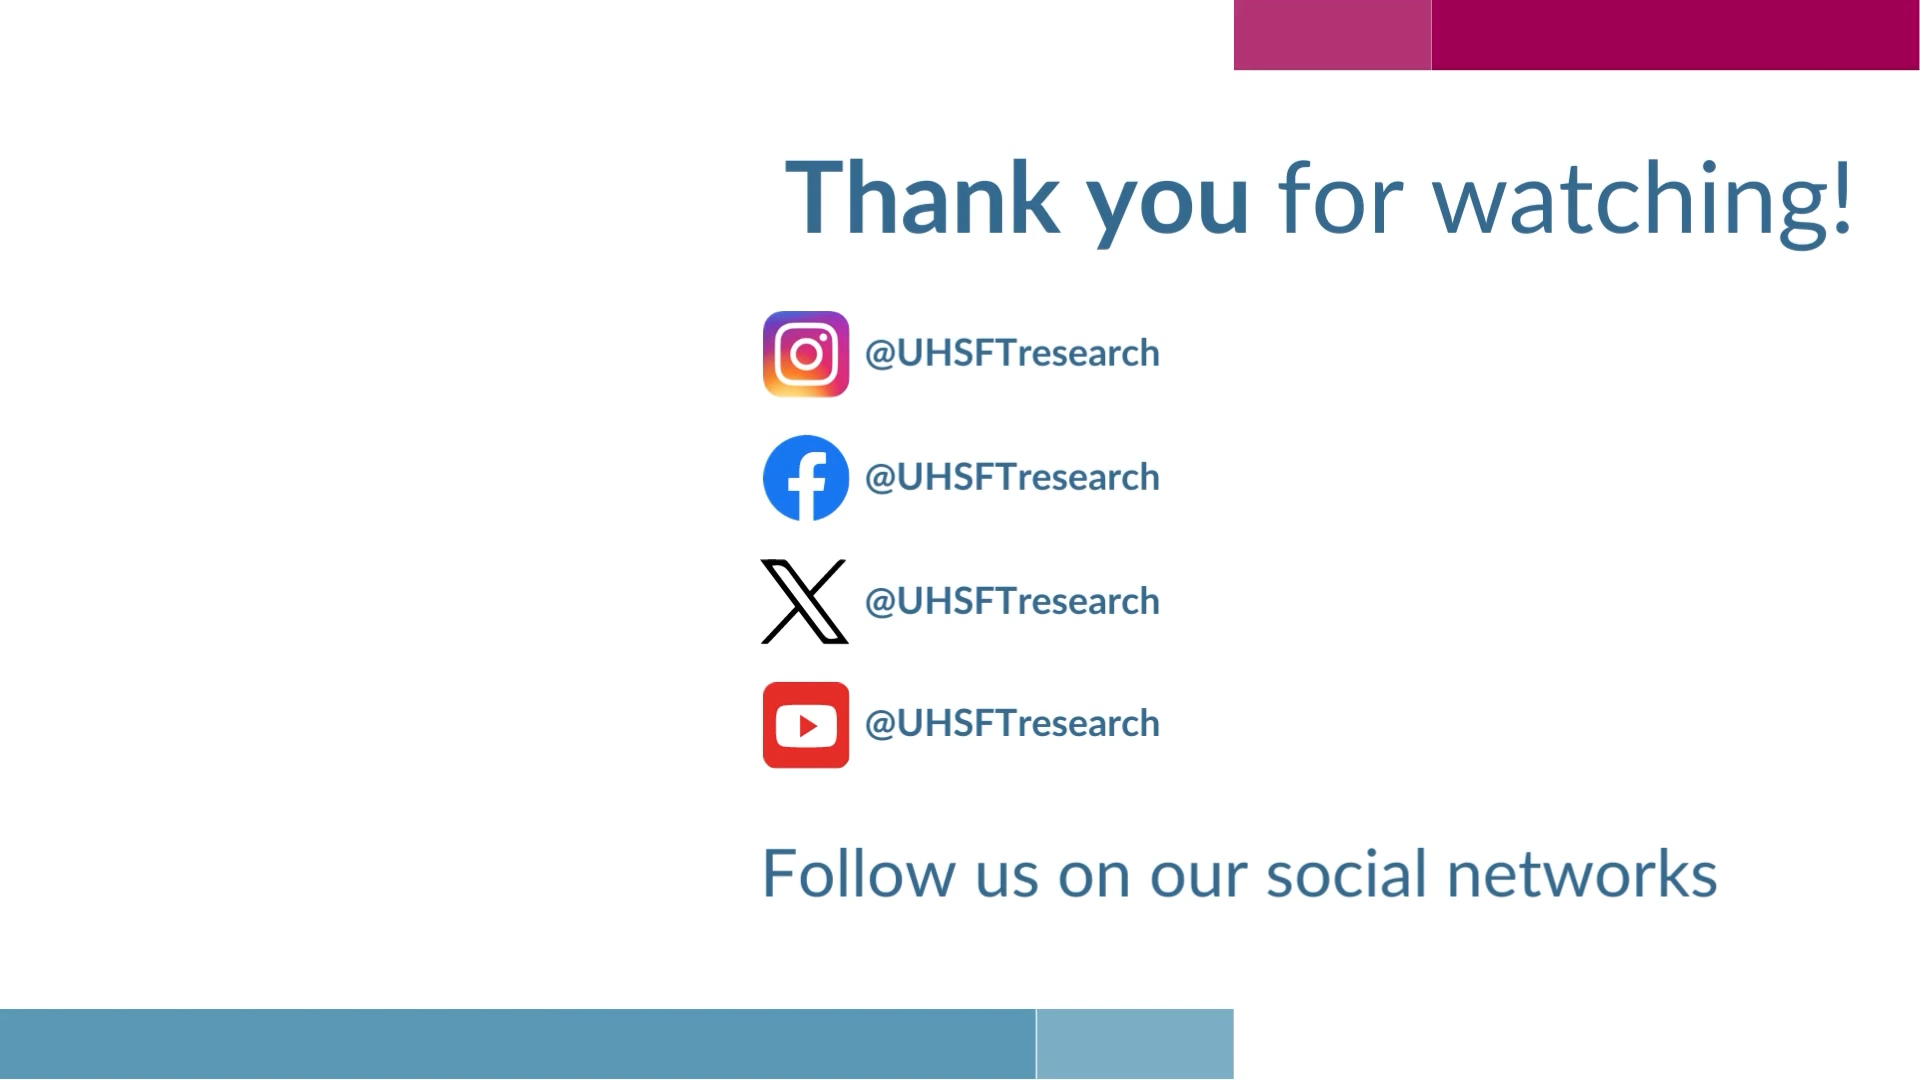 Thank you for watching!
@UHSFTresearch
@UHSFTresearch
@UHSFTresearch
@UHSFTresearch
Follow us on our social networks